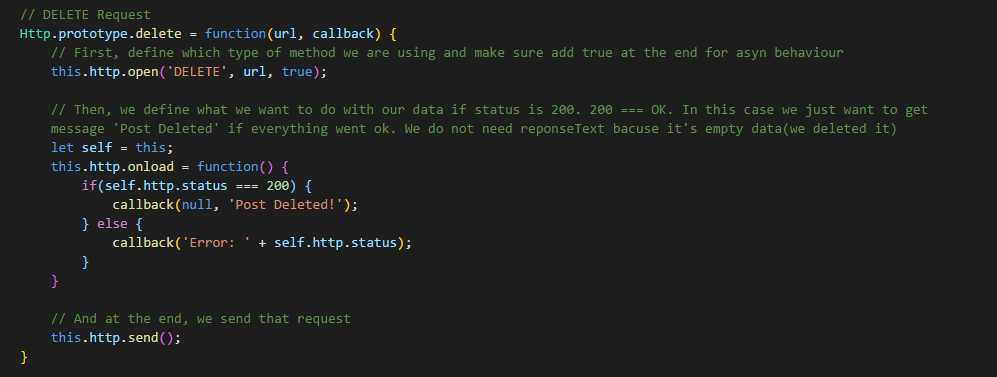 // DELETE Request
Http.prototype.delete = function(url, callback) {
// First, define which type of method we are using and make sure add true at the end for asyn behaviour
this.http.open('DELETE', url, true);
// Then, we define what we want to do with our data if status is 200. 200 === OK. In this case we just want to get
message 'Post Deleted' if everything went ok. We do not need reponseText bacuse it's empty data(we deleted it)
let self = this;
this.http.onload = function() {
if(self.http.status === 200) {
callback(null, 'Post Deleted!');
} else {
callback('Error: ' + self.http.status);
}
}
// And at the end, we send that request
this.http.send();
}